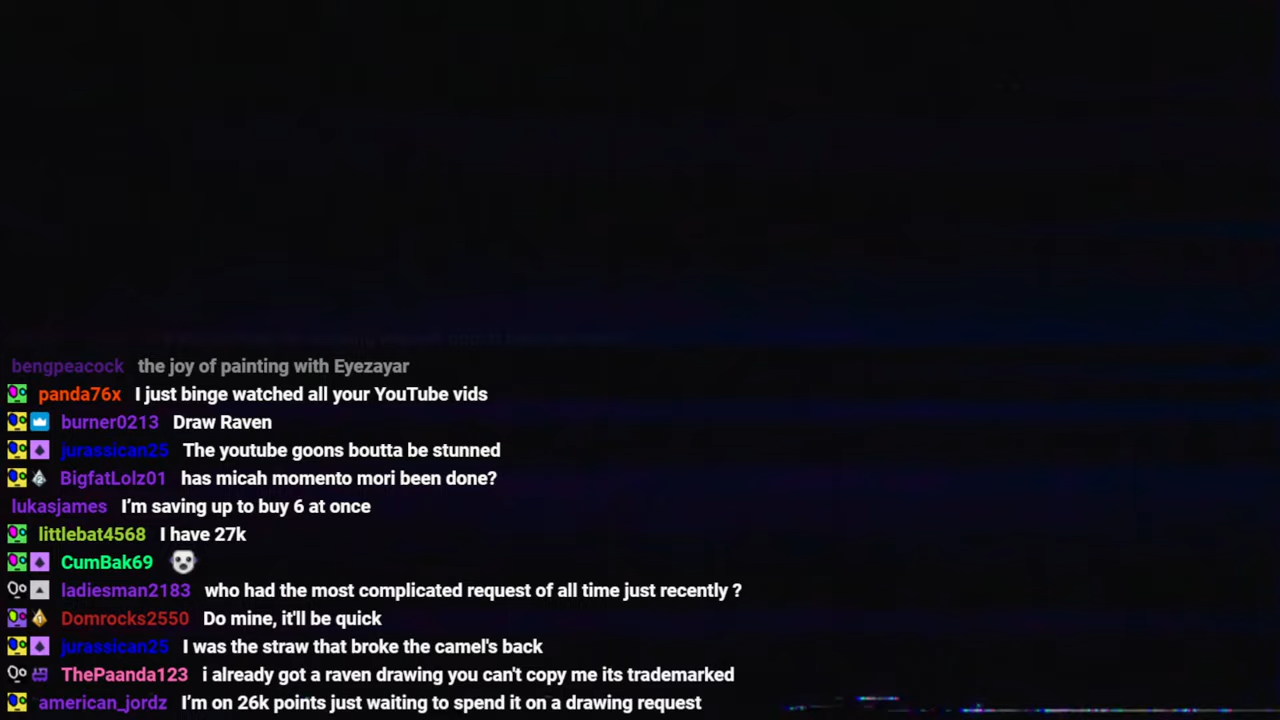 bengpeacock the joy of painting with Eyezayar
panda76x I just binge watched all your YouTube vids
burner0213 Draw Raven
jurassican25 The youtube goons boutta be stunned
BigfatLolz01 has micah momento mori been done?
lukasjames I’m saving up to buy 6 at once
littlebat4568 I have 27k
CumBak69
ladiesman2183 who had the most complicated request of all time just recently ?
Domrocks2550 Do mine, it'll be quick
jurassican25 I was the straw that broke the camel's back
ThePaanda123 i already got a raven drawing you can't copy me its trademarked
american_jordz I’m on 26k points just waiting to spend it on a drawing request